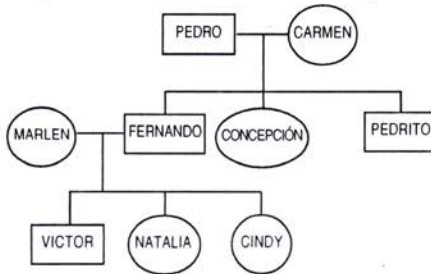 PEDRO CARMEN
MARLEN FERNANDO CONCEPCIÓN PEDRITO
VICTOR NATALIA CINDY